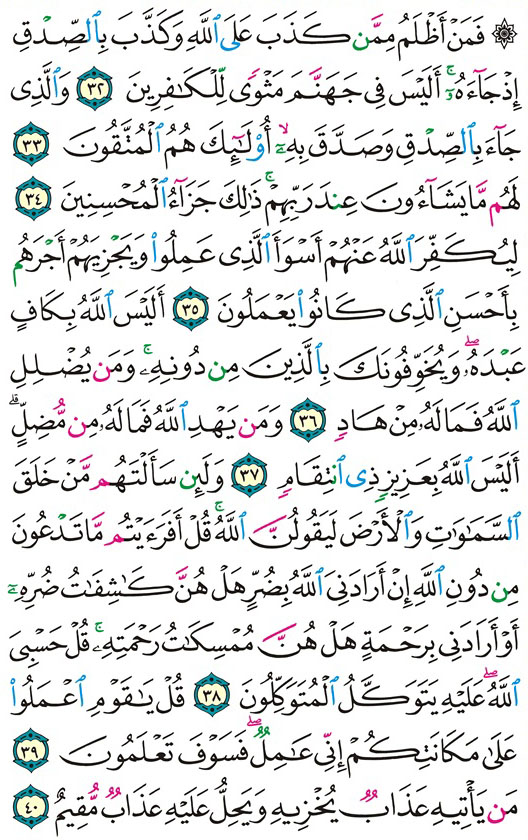 ۞ فَمَنْ أَظْلَمُ مِمَّن كَذَبَ عَلَى ٱللَّهِ وَكَذَّبَ بِٱلصِّدْقِ
إِذْ جَآءَهُۥٓ ۚ أَلَيْسَ فِى جَهَنَّمَ مَثْوًى لِّلْكَـٰفِرِينَ ٣٢ وَٱلَّذِى
جَآءَ بِٱلصِّدْقِ وَصَدَّقَ بِهِۦٓ ۙ أُو۟لَـٰٓئِكَ هُمُ ٱلْمُتَّقُونَ ٣٣
لَهُم مَّا يَشَآءُونَ عِندَ رَبِّهِمْ ۚ ذَٰلِكَ جَزَآءُ ٱلْمُحْسِنِينَ ٣٤
لِيُكَفِّرَ ٱللَّهُ عَنْهُمْ أَسْوَأَ ٱلَّذِى عَمِلُوا۟ وَيَجْزِيَهُمْ أَجْرَهُم
بِأَحْسَنِ ٱلَّذِى كَانُوا۟ يَعْمَلُونَ ٣٥ أَلَيْسَ ٱللَّهُ بِكَافٍ
عَبْدَهُۥ ۖ وَيُخَوِّفُونَكَ بِٱلَّذِينَ مِن دُونِهِۦ ۚ وَمَن يُضْلِلِ
ٱللَّهُ فَمَا لَهُۥ مِنْ هَادٍ ٣٦ وَمَن يَهْدِ ٱللَّهُ فَمَا لَهُۥ مِن مُّضِلٍّ ۗ
أَلَيْسَ ٱللَّهُ بِعَزِيزٍ ذِى ٱنتِقَامٍ ٣٧ وَلَئِن سَأَلْتَهُم مَّنْ خَلَقَ
ٱلسَّمَـٰوَٰتِ وَٱلْأَرْضَ لَيَقُولُنَّ ٱللَّهُ ۚ قُلْ أَفَرَءَيْتُم مَّا تَدْعُونَ
مِن دُونِ ٱللَّهِ إِنْ أَرَادَنِىَ ٱللَّهُ بِضُرٍّ هَلْ هُنَّ كَـٰشِفَـٰتُ ضُرِّهِۦٓ
أَوْ أَرَادَنِى بِرَحْمَةٍ هَلْ هُنَّ مُمْسِكَـٰتُ رَحْمَتِهِۦ ۚ قُلْ حَسْبِىَ
ٱللَّهُ ۖ عَلَيْهِ يَتَوَكَّلُ ٱلْمُتَوَكِّلُونَ ٣٨ قُلْ يَـٰقَوْمِ ٱعْمَلُوا۟
عَلَىٰ مَكَانَتِكُمْ إِنِّى عَـٰمِلٌ ۖ فَسَوْفَ تَعْلَمُونَ ٣٩
مَن يَأْتِيهِ عَذَابٌ يُخْزِيهِ وَيَحِلُّ عَلَيْهِ عَذَابٌ مُّقِيمٌ ٤٠